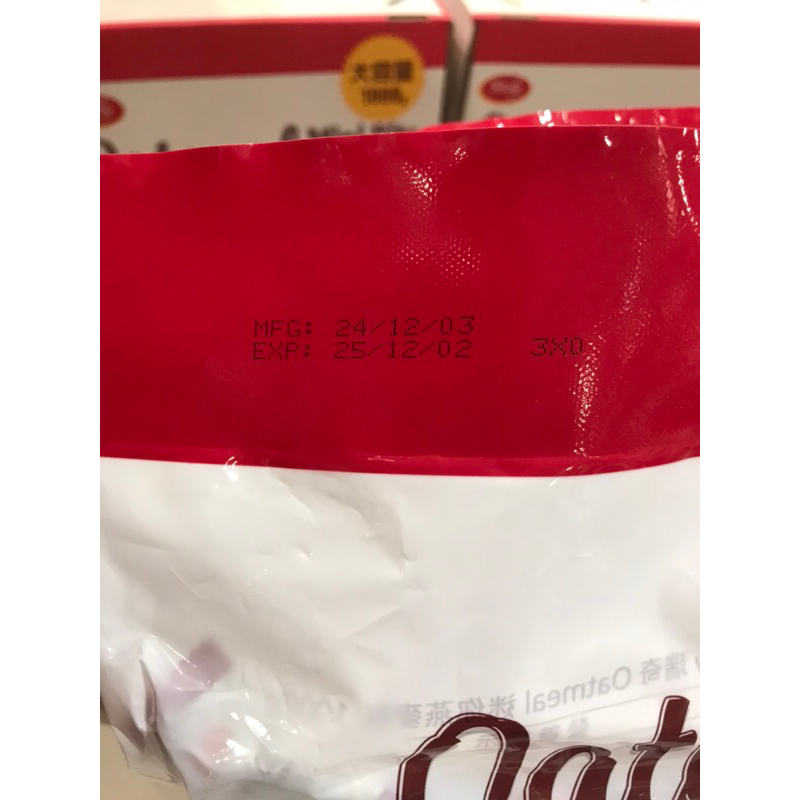 大容量
1000g
MFG: 24/12/03
EXP: 25/12/02 3X0
瑞奇 Oatmeal 迷你燕麥
Oat